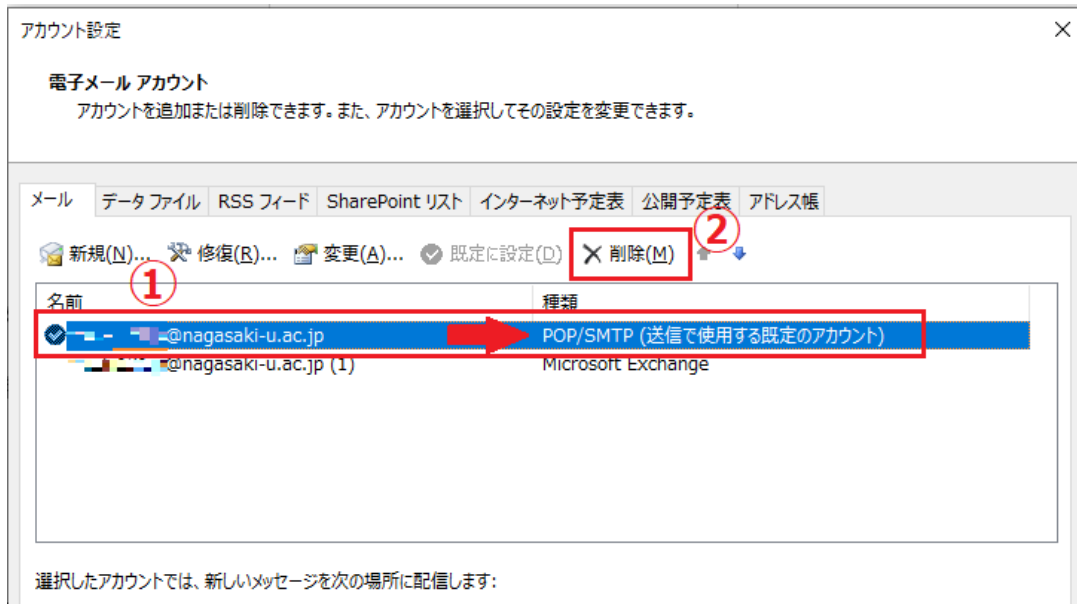 アカウント設定
電子メール アカウント
アカウントを追加または削除できます。また、アカウントを選択してその設定を変更できます。
メール データ ファイル RSS フィード SharePoint リスト インターネット予定表 公開予定表 アドレス帳
②
新規(N)... 修復(R)... 変更(A)... 既定に設定(D) 削除(M)
①
名前 種類
@nagasaki-u.ac.jp POP/SMTP (送信で使用する既定のアカウント)
@nagasaki-u.ac.jp (1) Microsoft Exchange
選択したアカウントでは、新しいメッセージを次の場所に配信します: